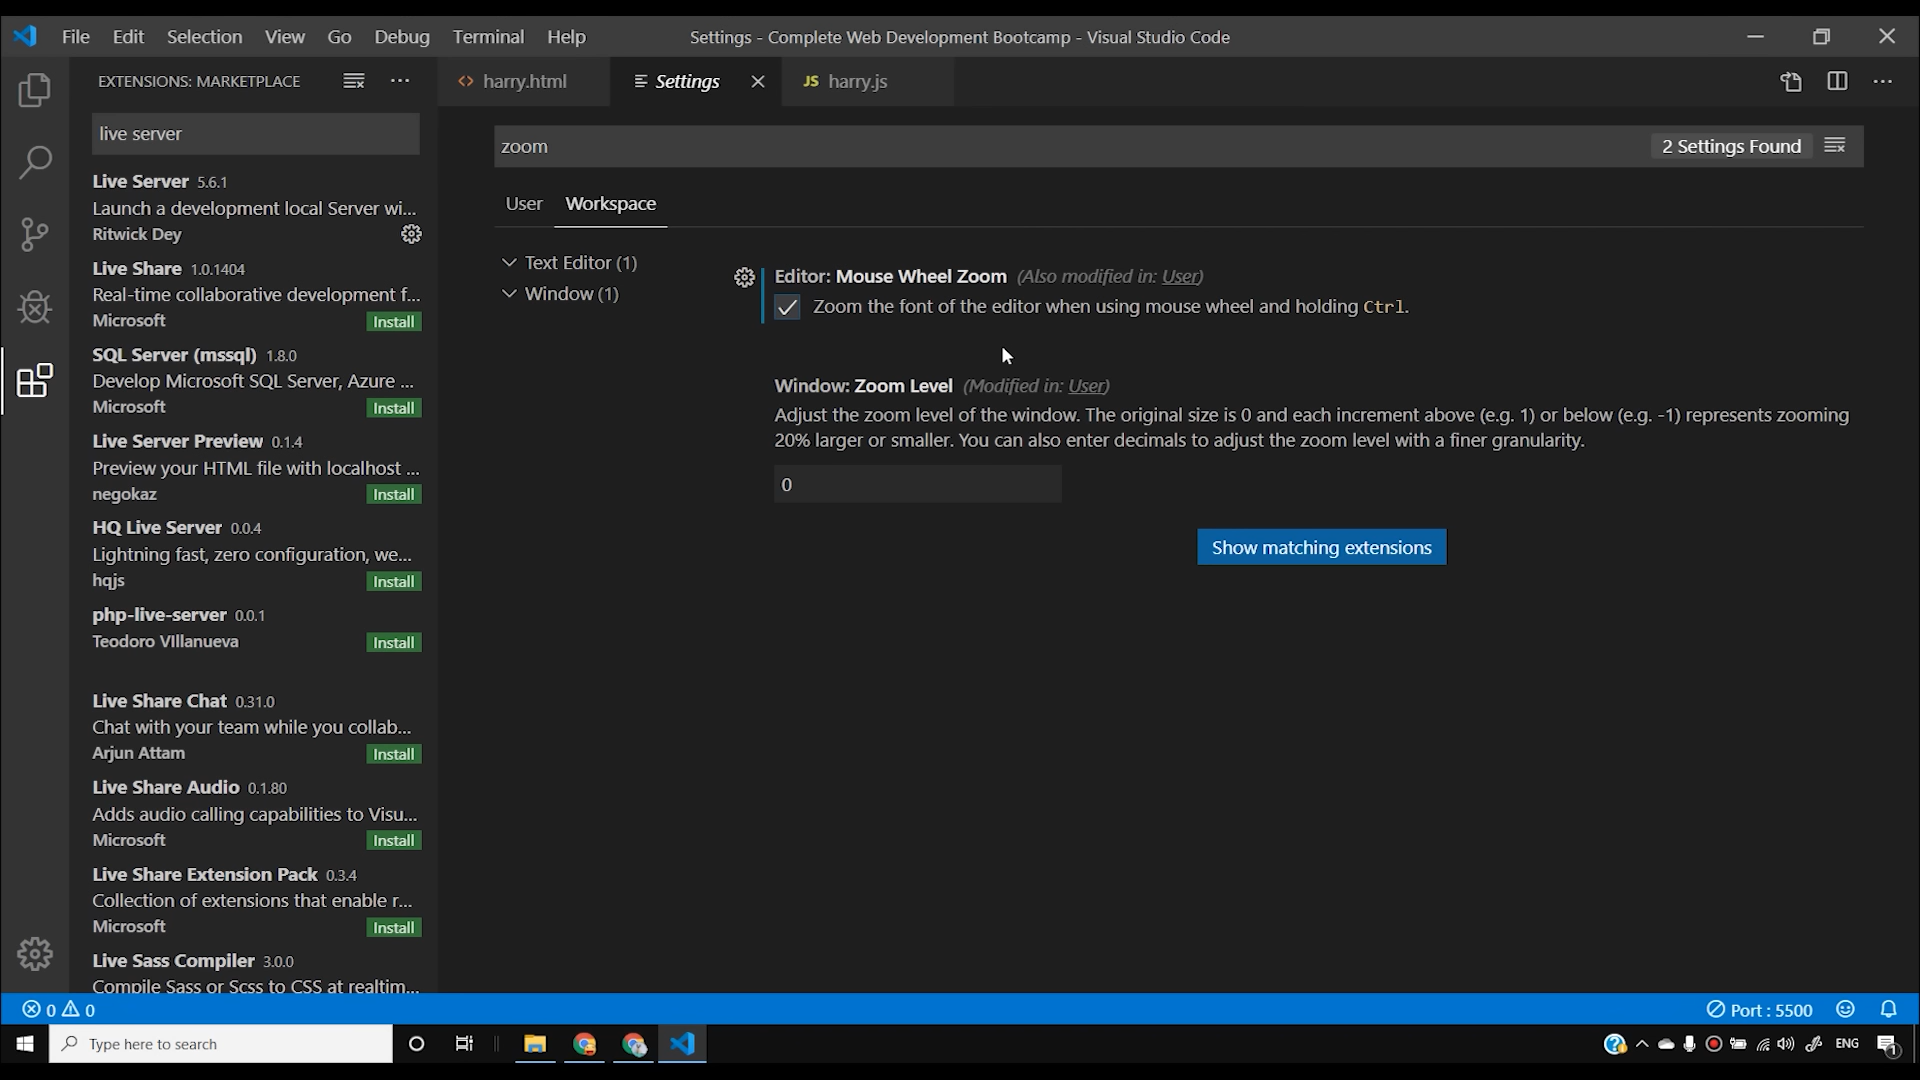 File Edit Selection View Go Debug Terminal Help
Settings - Complete Web Development Bootcamp - Visual Studio Code
EXTENSIONS: MARKETPLACE
live server
Live Server 5.6.1
Launch a development local Server wi...
Ritwick Dey
Live Share 1.0.1404
Real-time collaborative development f...
Microsoft
Install
SQL Server (mssql) 1.8.0
Develop Microsoft SQL Server, Azure ...
Microsoft
Install
Live Server Preview 0.1.4
Preview your HTML file with localhost ...
negokaz
Install
HQ Live Server 0.0.4
Lightning fast, zero configuration, we...
hqjs
Install
php-live-server 0.0.1
Teodoro VIllanueva
Install
Live Share Chat 0.31.0
Chat with your team while you collab...
Arjun Attam
Install
Live Share Audio 0.1.80
Adds audio calling capabilities to Visu...
Microsoft
Install
Live Share Extension Pack 0.3.4
Collection of extensions that enable r...
Microsoft
Install
Live Sass Compiler 3.0.0
Compile Sass or Scss to CSS at realtim...
harry.html
Settings
JS harry.js
zoom
2 Settings Found
User Workspace
Text Editor (1)
Window (1)
Editor: Mouse Wheel Zoom (Also modified in: User)
Zoom the font of the editor when using mouse wheel and holding Ctrl.
Window: Zoom Level (Modified in: User)
Adjust the zoom level of the window. The original size is 0 and each increment above (e.g. 1) or below (e.g. -1) represents zooming
20% larger or smaller. You can also enter decimals to adjust the zoom level with a finer granularity.
0
Show matching extensions
0 0
Port : 5500
Type here to search
ENG
1